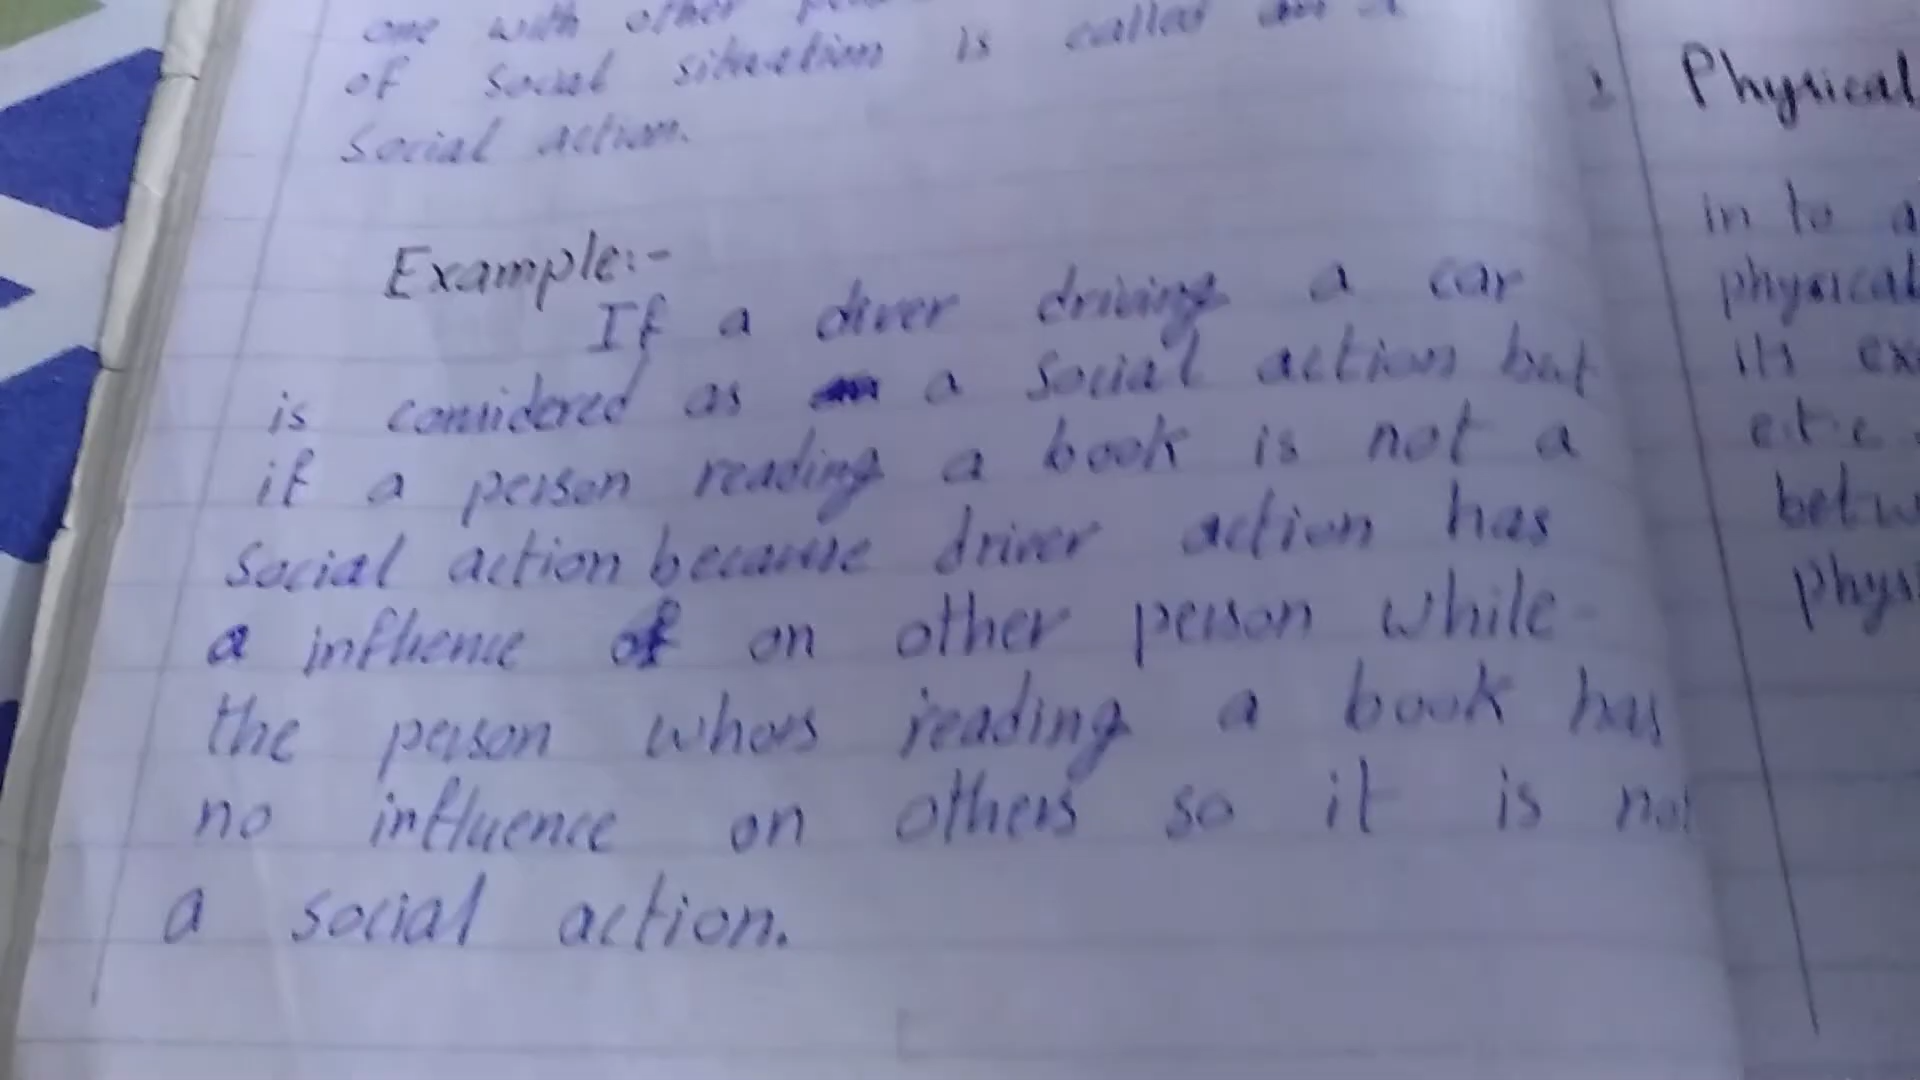 one with other
of social situation is called a
Social action.
Example:-
If a diver driving a car
is considered as a social action but
if a person reading a book is not a
social action because driver action has
a influence of on other person while
the person whors reading a book has
no influence on others so it is not
a social action.
Physical
in to a
physical
its ex
e.t.c
betw
physi